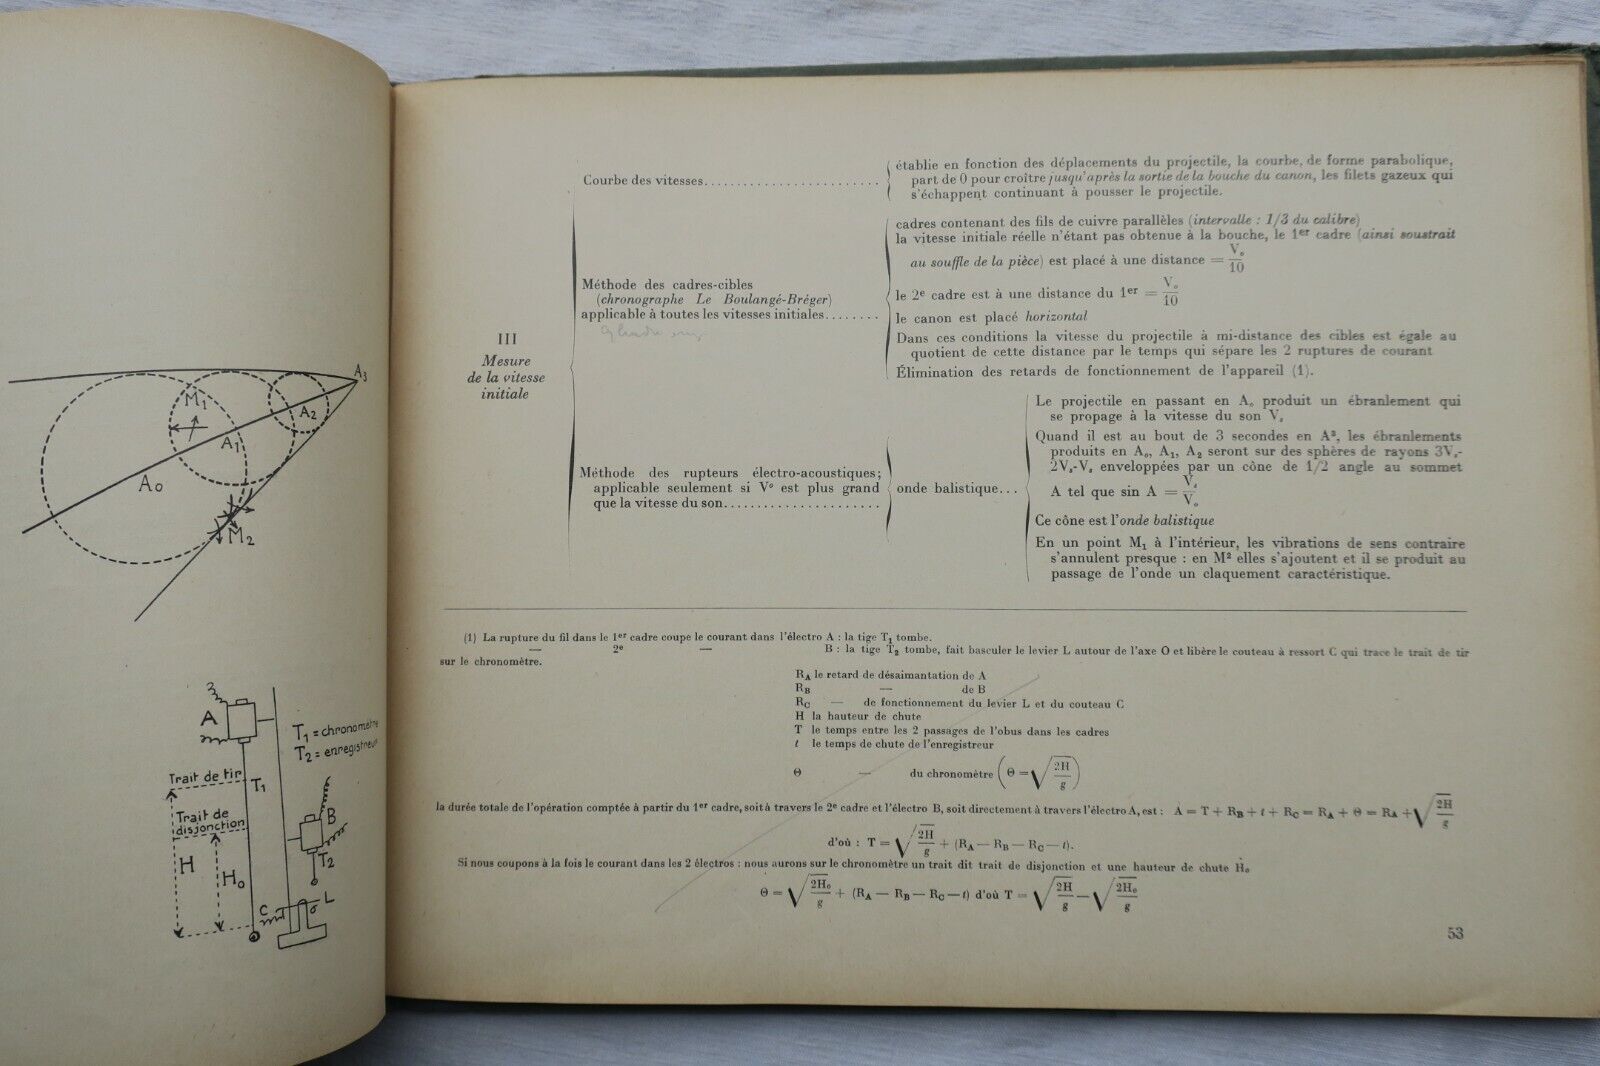 A3
M1
A2
A1
Ao
M2
A
T1 = chronomètre
T2 = enregistreur
Trait de tir
T1
Trait de
disjonction
B
H
Ho
T2
C
L
o
III
Mesure
de la vitesse
initiale
Courbe des vitesses
établie en fonction des déplacements du projectile, la courbe, de forme parabolique,
part de 0 pour croître jusqu'après la sortie de la bouche du canon, les filets gazeux qui
s'échappent continuant à pousser le projectile.
Méthode des cadres-cibles
(chronographe Le Boulangé-Bréger)
applicable à toutes les vitesses initiales
cadres contenant des fils de cuivre parallèles (intervalle : 1/3 du calibre)
la vitesse initiale réelle n'étant pas obtenue à la bouche, le 1er cadre (ainsi soustrait
au souffle de la pièce) est placé à une distance = V₀/10
le 2e cadre est à une distance du 1er = V₀/10
le canon est placé horizontal
Dans ces conditions la vitesse du projectile à mi-distance des cibles est égale au
quotient de cette distance par le temps qui sépare les 2 ruptures de courant
Élimination des retards de fonctionnement de l'appareil (1).
Méthode des rupteurs électro-acoustiques;
applicable seulement si V° est plus grand
que la vitesse du son
onde balistique...
Le projectile en passant en A₀ produit un ébranlement qui
se propage à la vitesse du son Vₛ
Quand il est au bout de 3 secondes en A³, les ébranlements
produits en A₀, A₁, A₂ seront sur des sphères de rayons 3Vₛ-
2Vₛ-Vₛ enveloppées par un cône de 1/2 angle au sommet
A tel que sin A = Vₛ/V₀
Ce cône est l'onde balistique
En un point M₁ à l'intérieur, les vibrations de sens contraire
s'annulent presque : en M² elles s'ajoutent et il se produit au
passage de l'onde un claquement caractéristique.
(1) La rupture du fil dans le 1er cadre coupe le courant dans l'électro A : la tige T₁ tombe.
— 2e — B : la tige T₂ tombe, fait basculer le levier L autour de l'axe O et libère le couteau à ressort C qui trace le trait de tir
sur le chronomètre.
RA le retard de désaimantation de A
RB — de B
RC — de fonctionnement du levier L et du couteau C
H la hauteur de chute
T le temps entre les 2 passages de l'obus dans les cadres
t le temps de chute de l'enregistreur
Θ — du chronomètre (Θ = √(2H/g))
la durée totale de l'opération comptée à partir du 1er cadre, soit à travers le 2e cadre et l'électro B, soit directement à travers l'électro A, est : A = T + RB + t + RC = RA + Θ = RA + √(2H/g)
d'où : T = √(2H/g) + (RA — RB — RC — t).
Si nous coupons à la fois le courant dans les 2 électros : nous aurons sur le chronomètre un trait dit trait de disjonction et une hauteur de chute H₀
Θ = √(2H₀/g) + (RA — RB — RC — t) d'où T = √(2H/g) — √(2H₀/g)
53